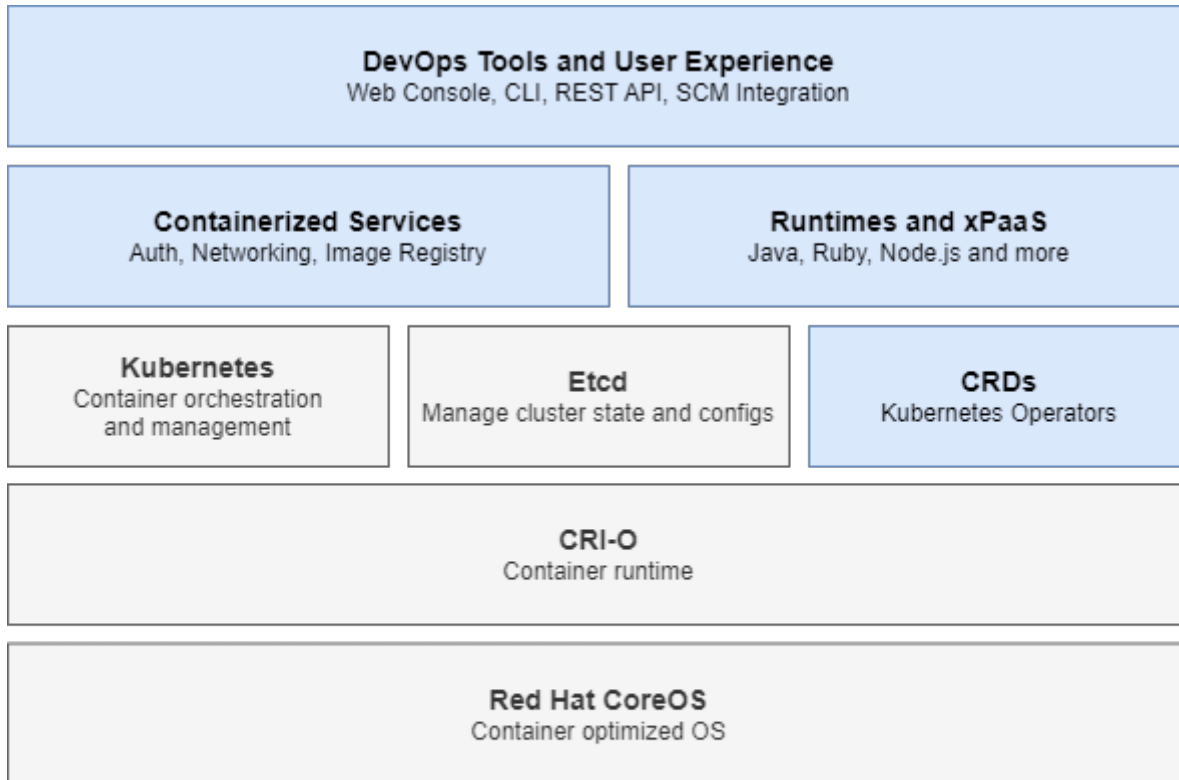 DevOps Tools and User Experience
Web Console, CLI, REST API, SCM Integration
Containerized Services
Auth, Networking, Image Registry
Runtimes and xPaaS
Java, Ruby, Node.js and more
Kubernetes
Container orchestration
and management
Etcd
Manage cluster state and configs
CRDs
Kubernetes Operators
CRI-O
Container runtime
Red Hat CoreOS
Container optimized OS